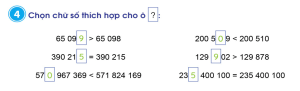 4 Chọn chữ số thích hợp cho ô ? :
65 09 9 > 65 098
200 5 0 9 < 200 510
390 21 5 = 390 215
129 9 02 > 129 878
57 0 967 369 < 571 824 169
23 5 400 100 = 235 400 100